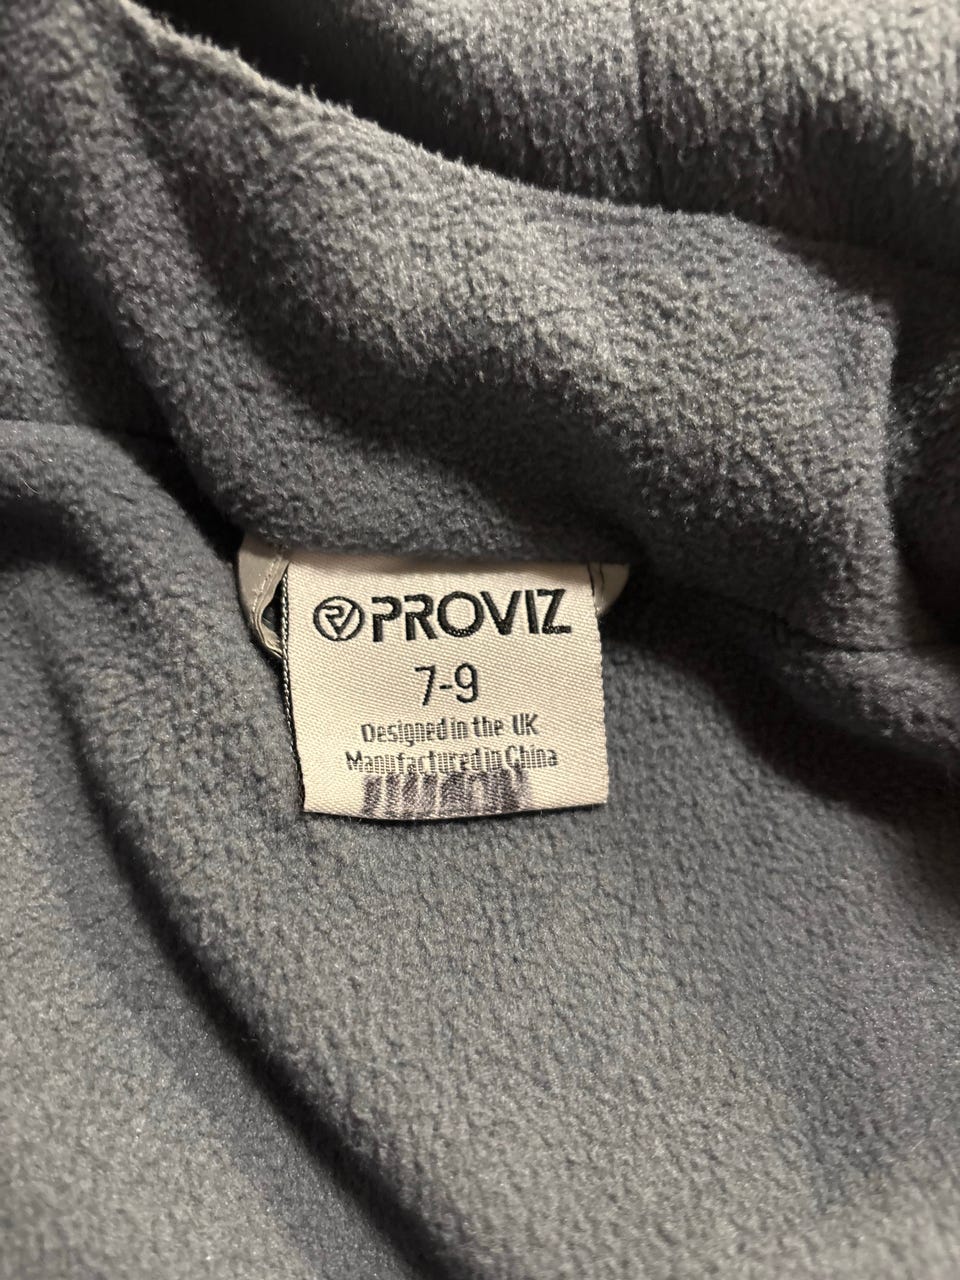 PROVIZ
7-9
Designed in the UK
Manufactured in China